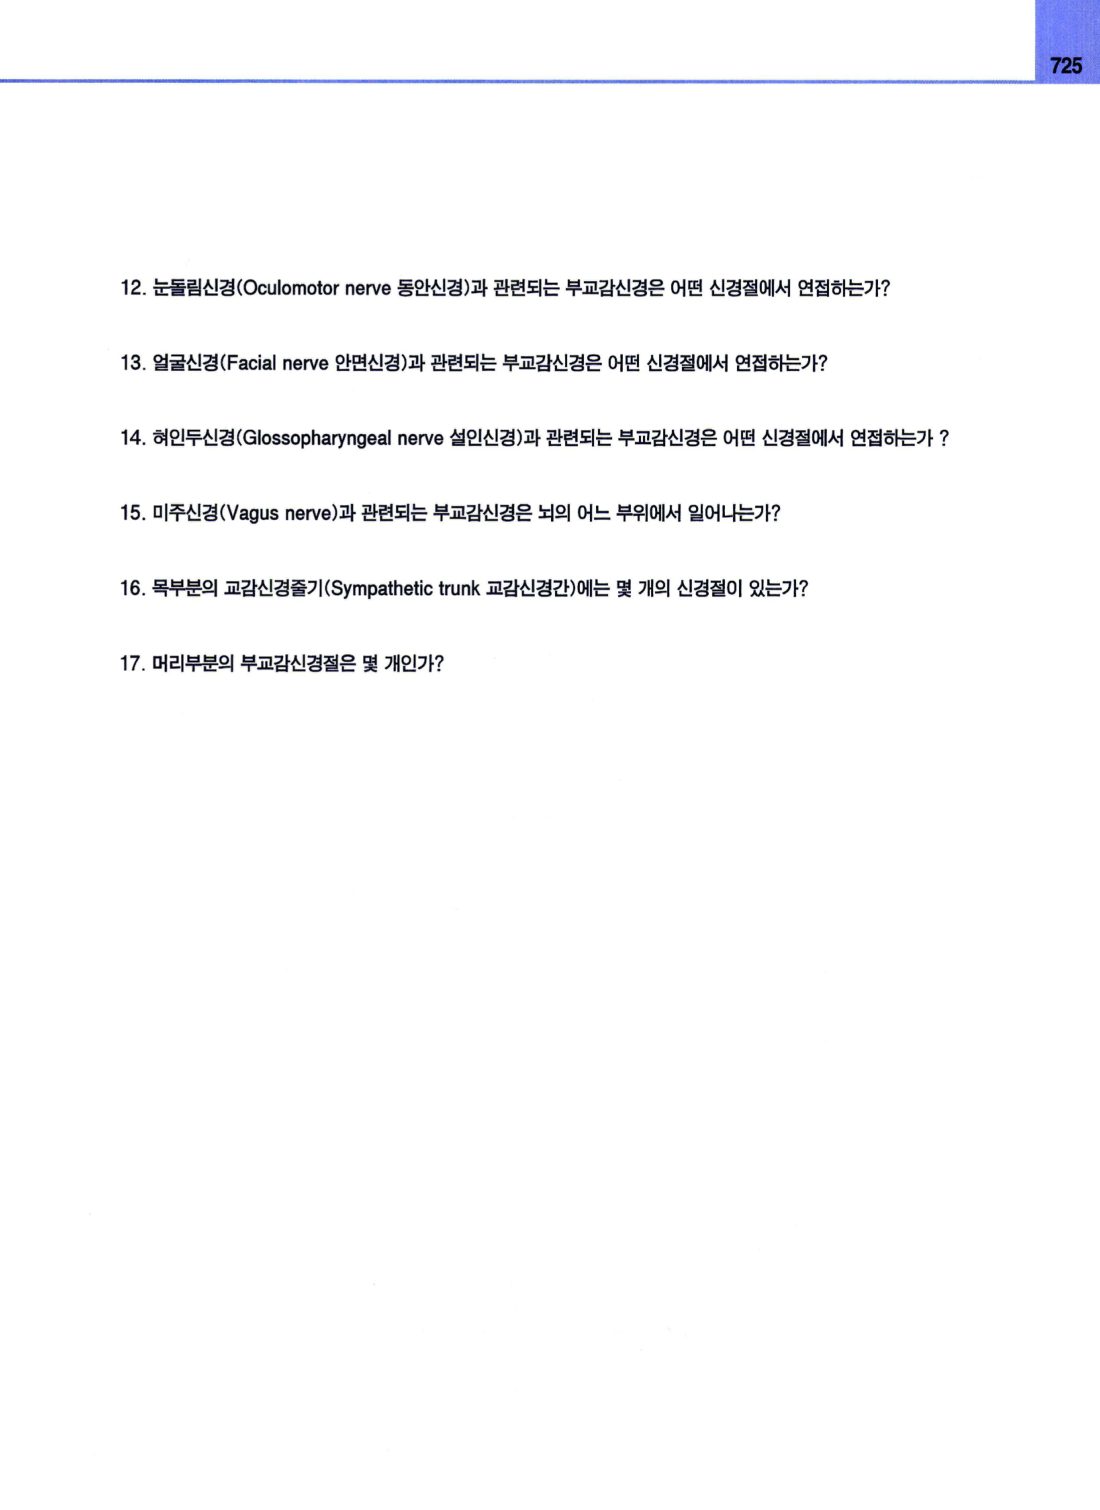 725
12. 눈돌림신경(Oculomotor nerve 동안신경)과 관련되는 부교감신경은 어떤 신경절에서 연접하는가?
13. 얼굴신경(Facial nerve 안면신경)과 관련되는 부교감신경은 어떤 신경절에서 연접하는가?
14. 혀인두신경(Glossopharyngeal nerve 설인신경)과 관련되는 부교감신경은 어떤 신경절에서 연접하는가 ?
15. 미주신경(Vagus nerve)과 관련되는 부교감신경은 뇌의 어느 부위에서 일어나는가?
16. 목부분의 교감신경줄기(Sympathetic trunk 교감신경간)에는 몇 개의 신경절이 있는가?
17. 머리부분의 부교감신경절은 몇 개인가?